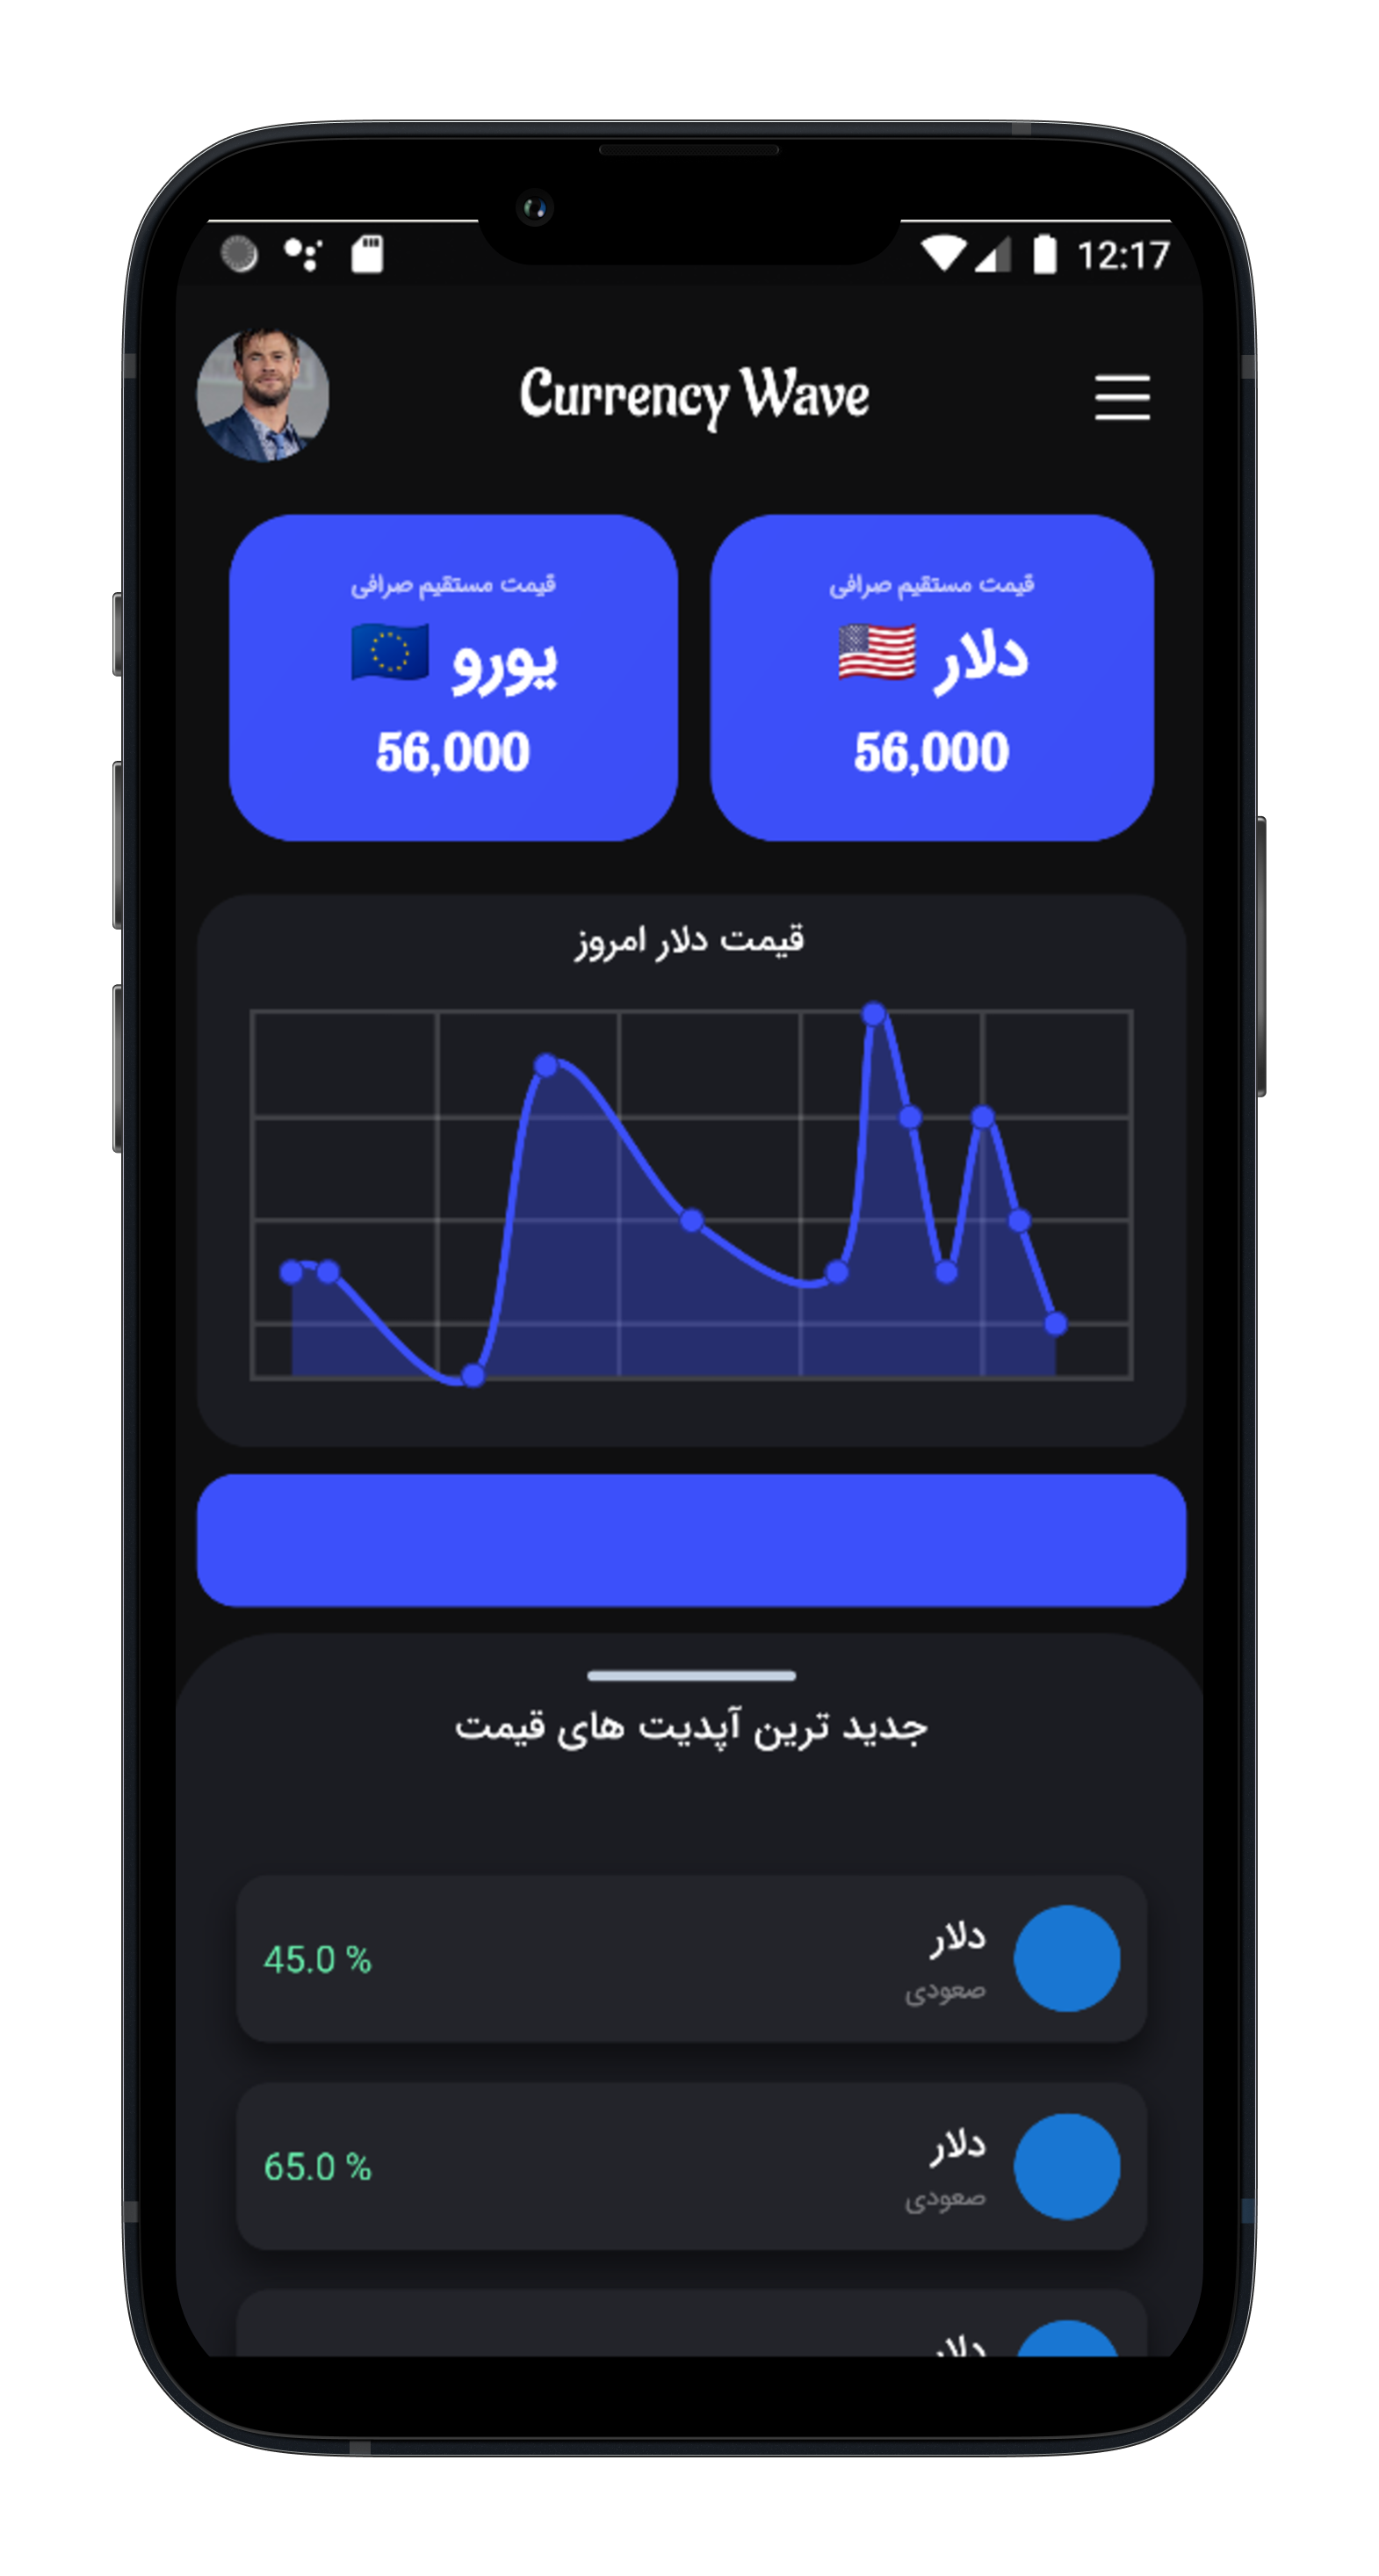 12:17
Currency Wave
قیمت مستقیم صرافی
دلار 🇺🇸
56,000
قیمت مستقیم صرافی
یورو 🇪🇺
56,000
قیمت دلار امروز
جدید ترین آپدیت های قیمت
دلار
صعودی
45.0 %
دلار
صعودی
65.0 %
دلار